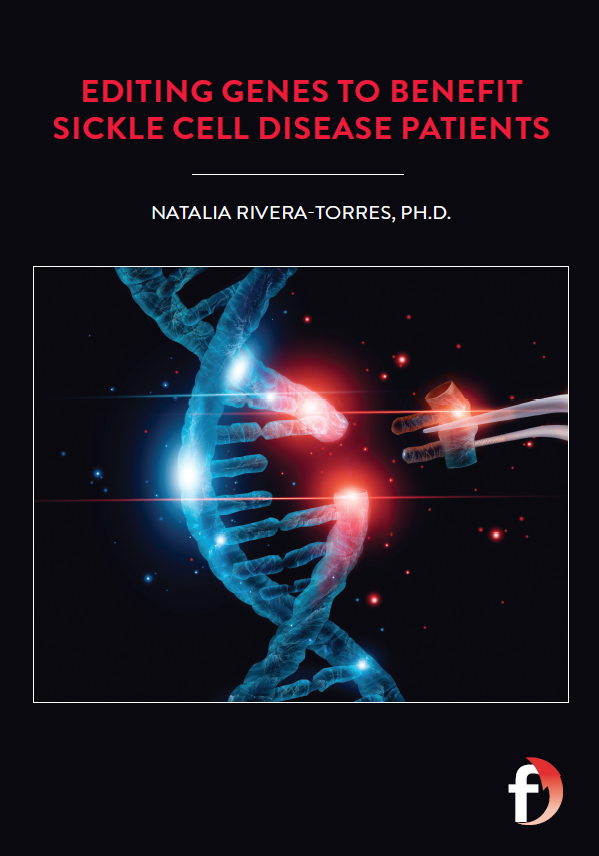 EDITING GENES TO BENEFIT
SICKLE CELL DISEASE PATIENTS
NATALIA RIVERA-TORRES, PH.D.
f